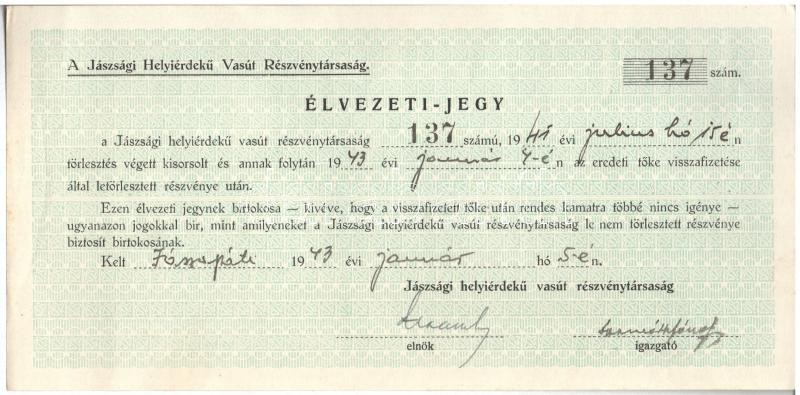 A Jászsági Helyiérdekű Vasút Részvénytársaság.
137 szám.
ÉLVEZETI-JEGY
a Jászsági helyiérdekű vasút részvénytársaság 137 számú, 1941 évi julius hó 15én
törlesztés végett kisorsolt és annak folytán 1943 évi január 4-én az eredeti tőke visszafizetése
által letörlesztett részvénye után.
Ezen élvezeti jegynek birtokosa — kivéve, hogy a visszafizetett tőke után rendes kamatra többé nincs igénye —
ugyanazon jogokkal bir, mint amilyeneket a Jászsági helyiérdekű vasút részvénytársaság le nem törlesztett részvénye
biztosit birtokosának.
Kelt Jászapáti 1943 évi január hó 5-én.
Jászsági helyiérdekű vasút részvénytársaság
elnök igazgató